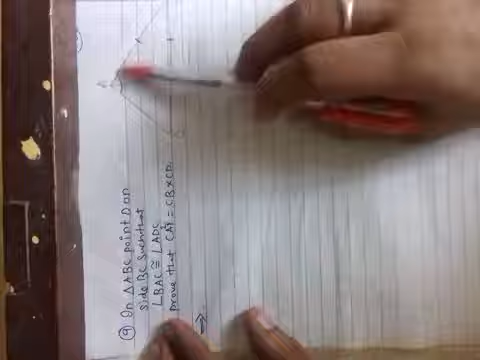 ⑨ In △ABC point D on
side BC such that
∠BAC ≅ ∠ADC
prove that CA² = CB×CD.
⇒